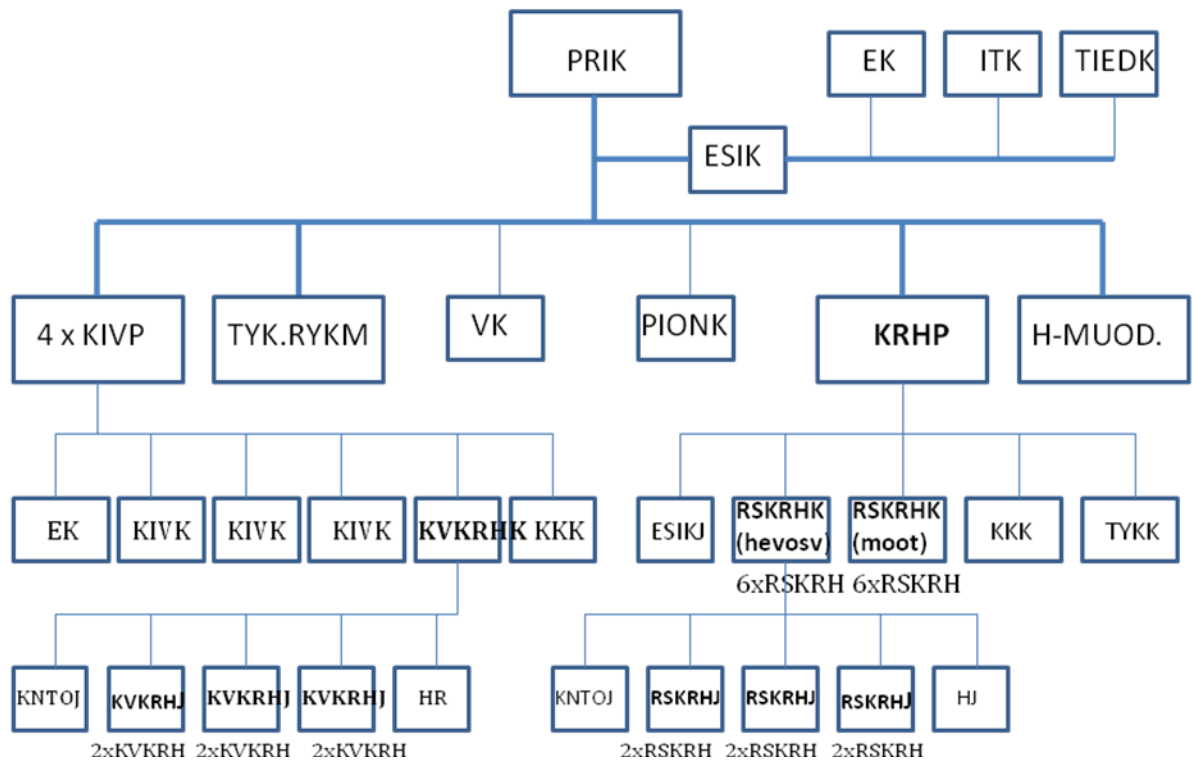 PRIK
EK
ITK
TIEDK
ESIK
4 x KIVP
TYK.RYKM
VK
PIONK
KRHP
H-MUOD.
EK
KIVK
KIVK
KIVK
KVKRHK
KKK
ESIKJ
RSKRHK
(hevosv)
RSKRHK
(moot)
KKK
TYKK
6xRSKRH
6xRSKRH
KNTOJ
KVKRHJ
KVKRHJ
KVKRHJ
HR
KNTOJ
RSKRHJ
RSKRHJ
RSKRHJ
HJ
2xKVKRH
2xKVKRH
2xKVKRH
2xRSKRH
2xRSKRH
2xRSKRH